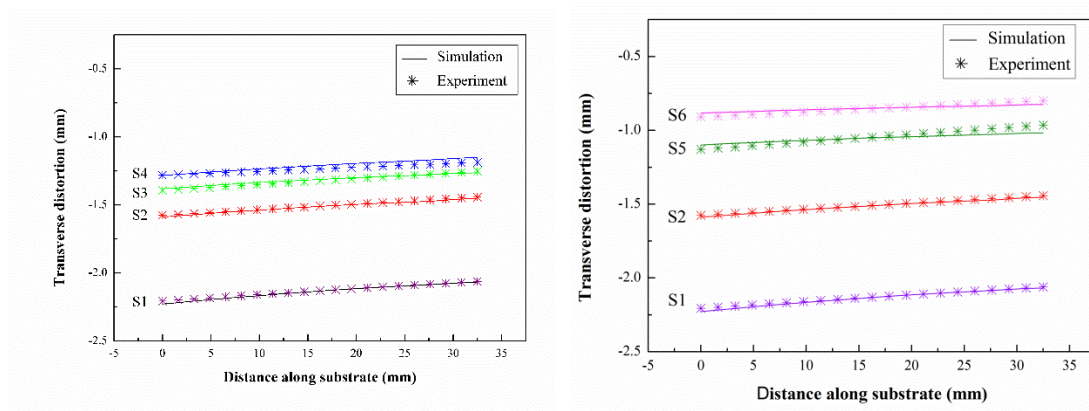 Simulation
Experiment
-0.5
-1.0
-1.5
-2.0
-2.5
Transverse distortion (mm)
S4
S3
S2
S1
-5 0 5 10 15 20 25 30 35
Distance along substrate (mm)
Simulation
Experiment
-0.5
-1.0
-1.5
-2.0
-2.5
Transverse distortion (mm)
S6
S5
S2
S1
-5 0 5 10 15 20 25 30 35
Distance along substrate (mm)